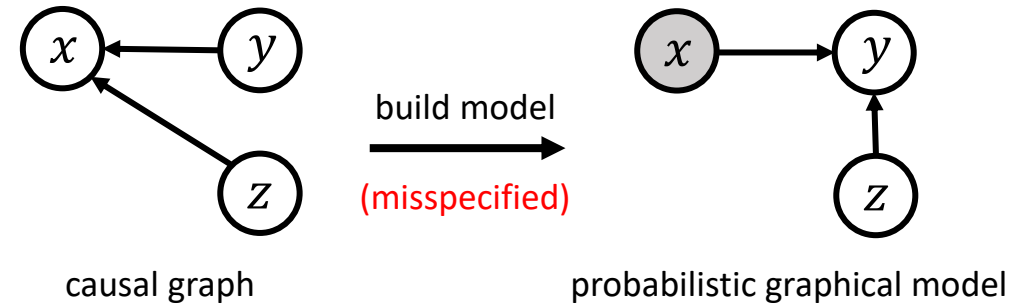 x
y
x
y
build model
(misspecified)
z
z
causal graph
probabilistic graphical model